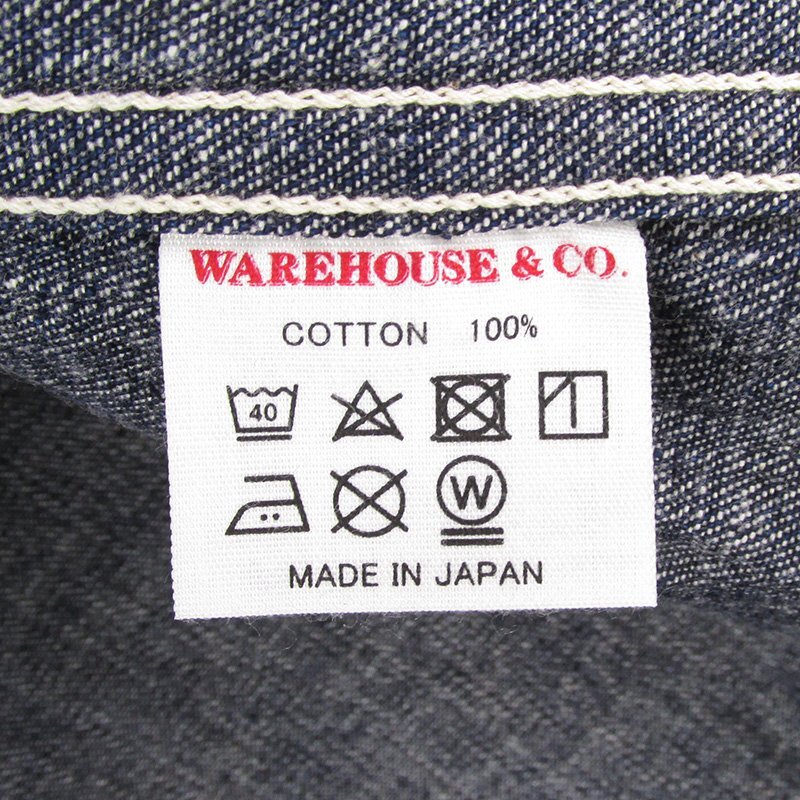 WAREHOUSE & CO.
COTTON 100%
40
W
MADE IN JAPAN